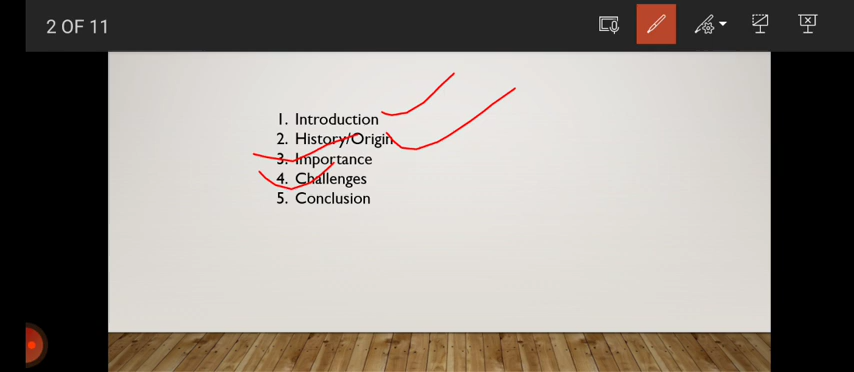 2 OF 11
1. Introduction
2. History/Origin
3. Importance
4. Challenges
5. Conclusion